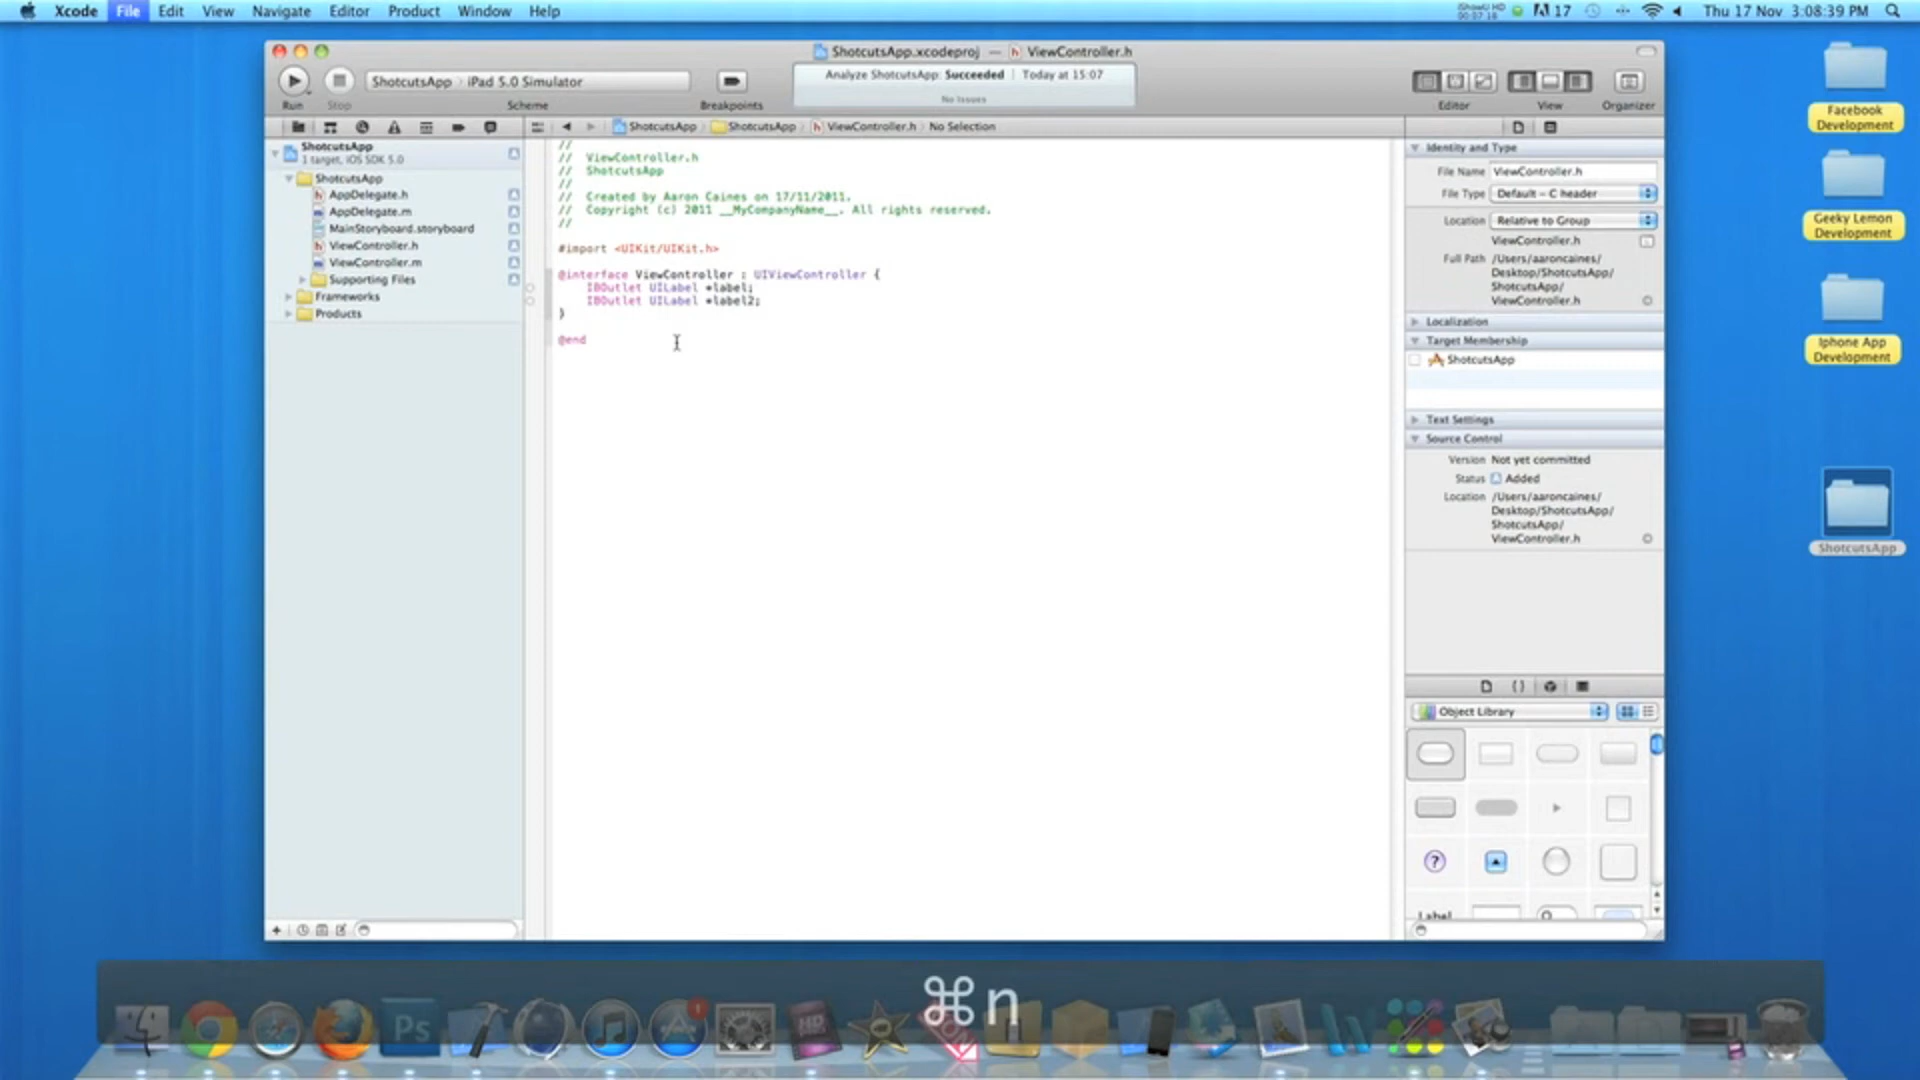 Xcode File Edit View Navigate Editor Product Window Help
17 Thu 17 Nov 3:08:39 PM
ShotcutsApp.xcodeproj — ViewController.h
ShotcutsApp › iPad 5.0 Simulator
Analyze ShotcutsApp: Succeeded | Today at 15:07
No Issues
Run Stop Scheme Breakpoints Editor View Organizer
ShotcutsApp › ShotcutsApp › ViewController.h › No Selection
ShotcutsApp
1 target, iOS SDK 5.0
ShotcutsApp
AppDelegate.h
AppDelegate.m
MainStoryboard.storyboard
ViewController.h
ViewController.m
Supporting Files
Frameworks
Products
//
// ViewController.h
// ShotcutsApp
//
// Created by Aaron Caines on 17/11/2011.
// Copyright (c) 2011 __MyCompanyName__. All rights reserved.
//
#import <UIKit/UIKit.h>
@interface ViewController : UIViewController {
IBOutlet UILabel *label;
IBOutlet UILabel *label2;
}
@end
Identity and Type
File Name ViewController.h
File Type Default - C header
Location Relative to Group
ViewController.h
Full Path /Users/aaroncaines/
Desktop/ShotcutsApp/
ShotcutsApp/
ViewController.h
Localization
Target Membership
ShotcutsApp
Text Settings
Source Control
Version Not yet committed
Status Added
Location /Users/aaroncaines/
Desktop/ShotcutsApp/
ShotcutsApp/
ViewController.h
{ }
Object Library
?
Label
Facebook
Development
Geeky Lemon
Development
Iphone App
Development
ShotcutsApp
⌘n
Ps
HD
1